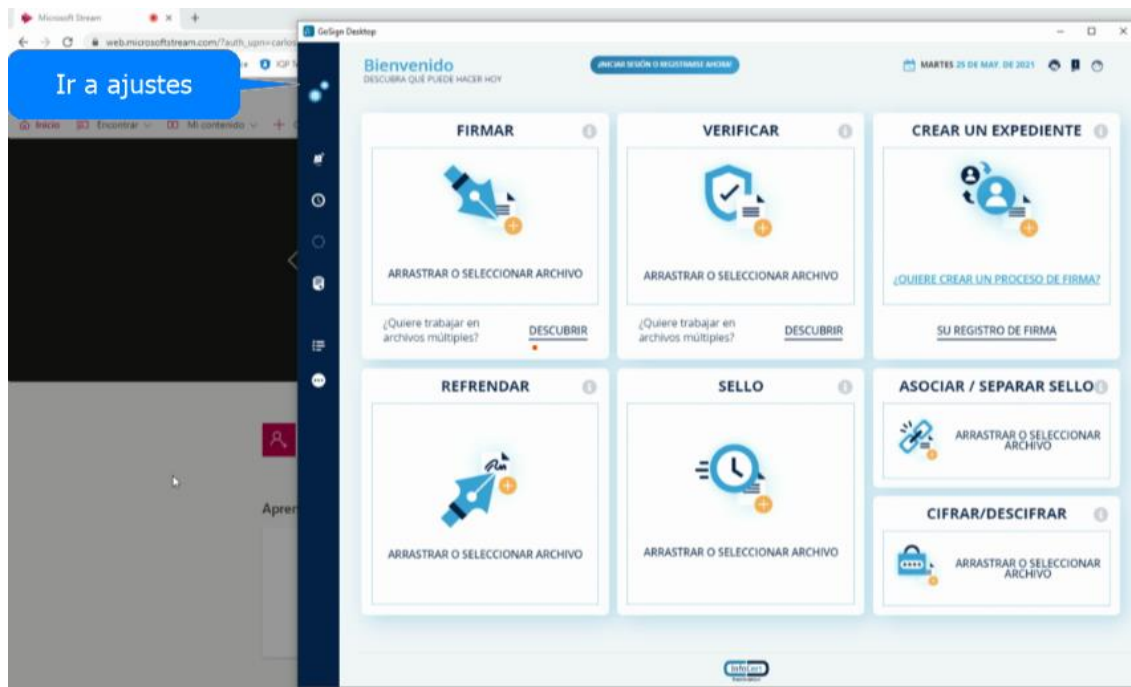 Microsoft Stream
GoSign Desktop
web.microsoftstream.com/?auth_upn=carlos
Ir a ajustes
Bienvenido
DESCUBRA QUÉ PUEDE HACER HOY
¡INICIAR SESIÓN O REGISTRARSE AHORA!
MARTES 25 DE MAY. DE 2021
Inicio Encontrar Mi contenido
FIRMAR
ARRASTRAR O SELECCIONAR ARCHIVO
¿Quiere trabajar en
archivos múltiples?
DESCUBRIR
VERIFICAR
ARRASTRAR O SELECCIONAR ARCHIVO
¿Quiere trabajar en
archivos múltiples?
DESCUBRIR
CREAR UN EXPEDIENTE
¿QUIERE CREAR UN PROCESO DE FIRMA?
SU REGISTRO DE FIRMA
REFRENDAR
ARRASTRAR O SELECCIONAR ARCHIVO
SELLO
ARRASTRAR O SELECCIONAR ARCHIVO
ASOCIAR / SEPARAR SELLO
ARRASTRAR O SELECCIONAR
ARCHIVO
CIFRAR/DESCIFRAR
ARRASTRAR O SELECCIONAR
ARCHIVO
Apren
InfoCert